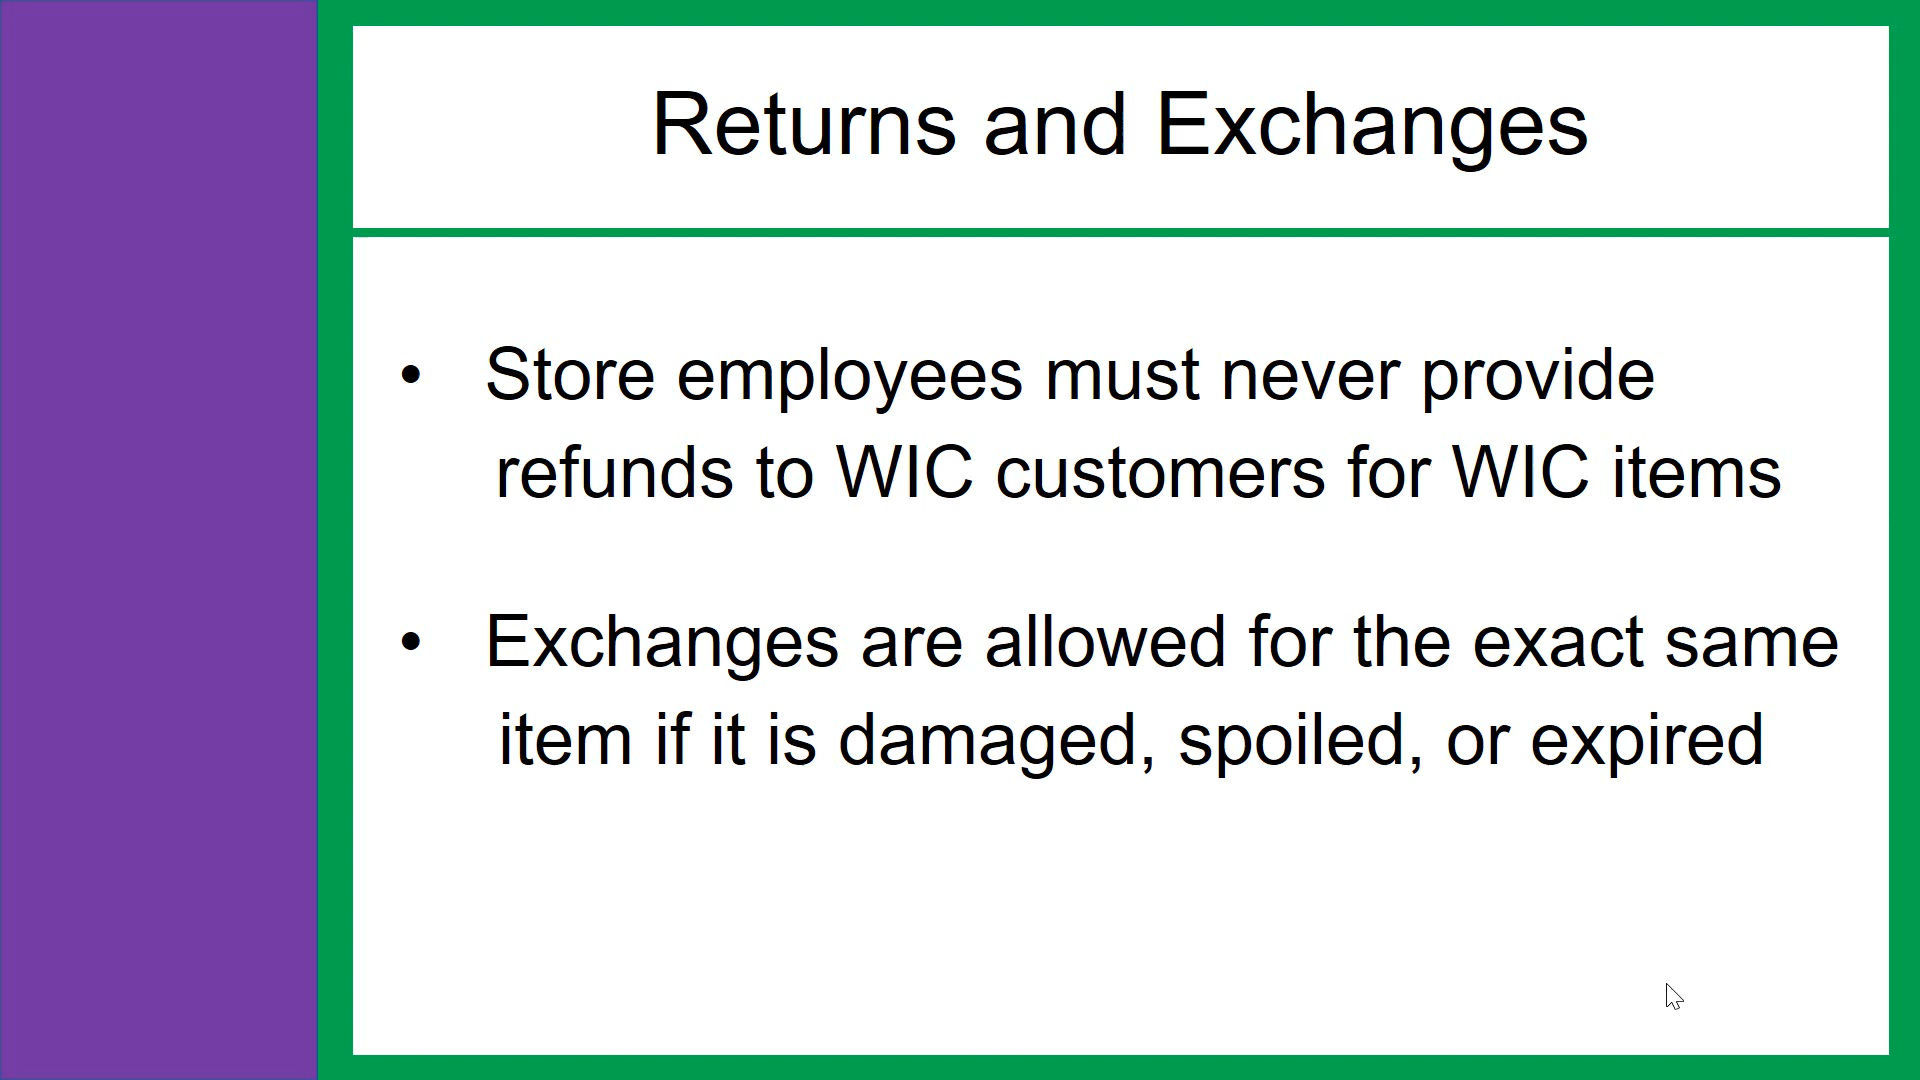 Returns and Exchanges
• Store employees must never provide
refunds to WIC customers for WIC items
• Exchanges are allowed for the exact same
item if it is damaged, spoiled, or expired